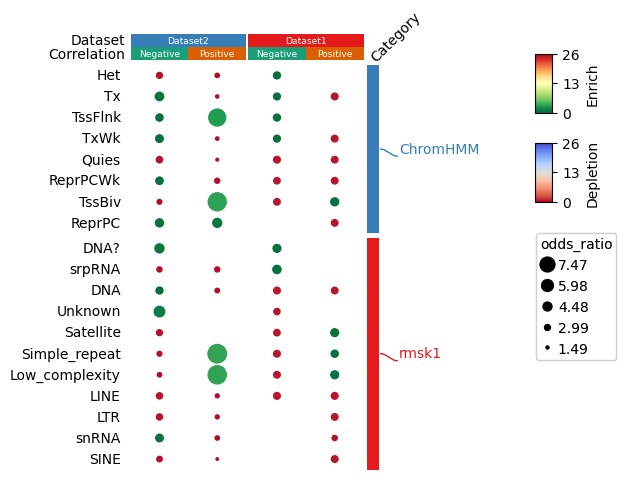 Dataset
Dataset2 Dataset1
Correlation
Negative Positive Negative Positive
Category
Het
Tx
TssFlnk
TxWk
Quies
ReprPCWk
TssBiv
ReprPC
ChromHMM
DNA?
srpRNA
DNA
Unknown
Satellite
Simple_repeat
Low_complexity
LINE
LTR
snRNA
SINE
rmsk1
26
13
0
Enrich
26
13
0
Depletion
odds_ratio
7.47
5.98
4.48
2.99
1.49